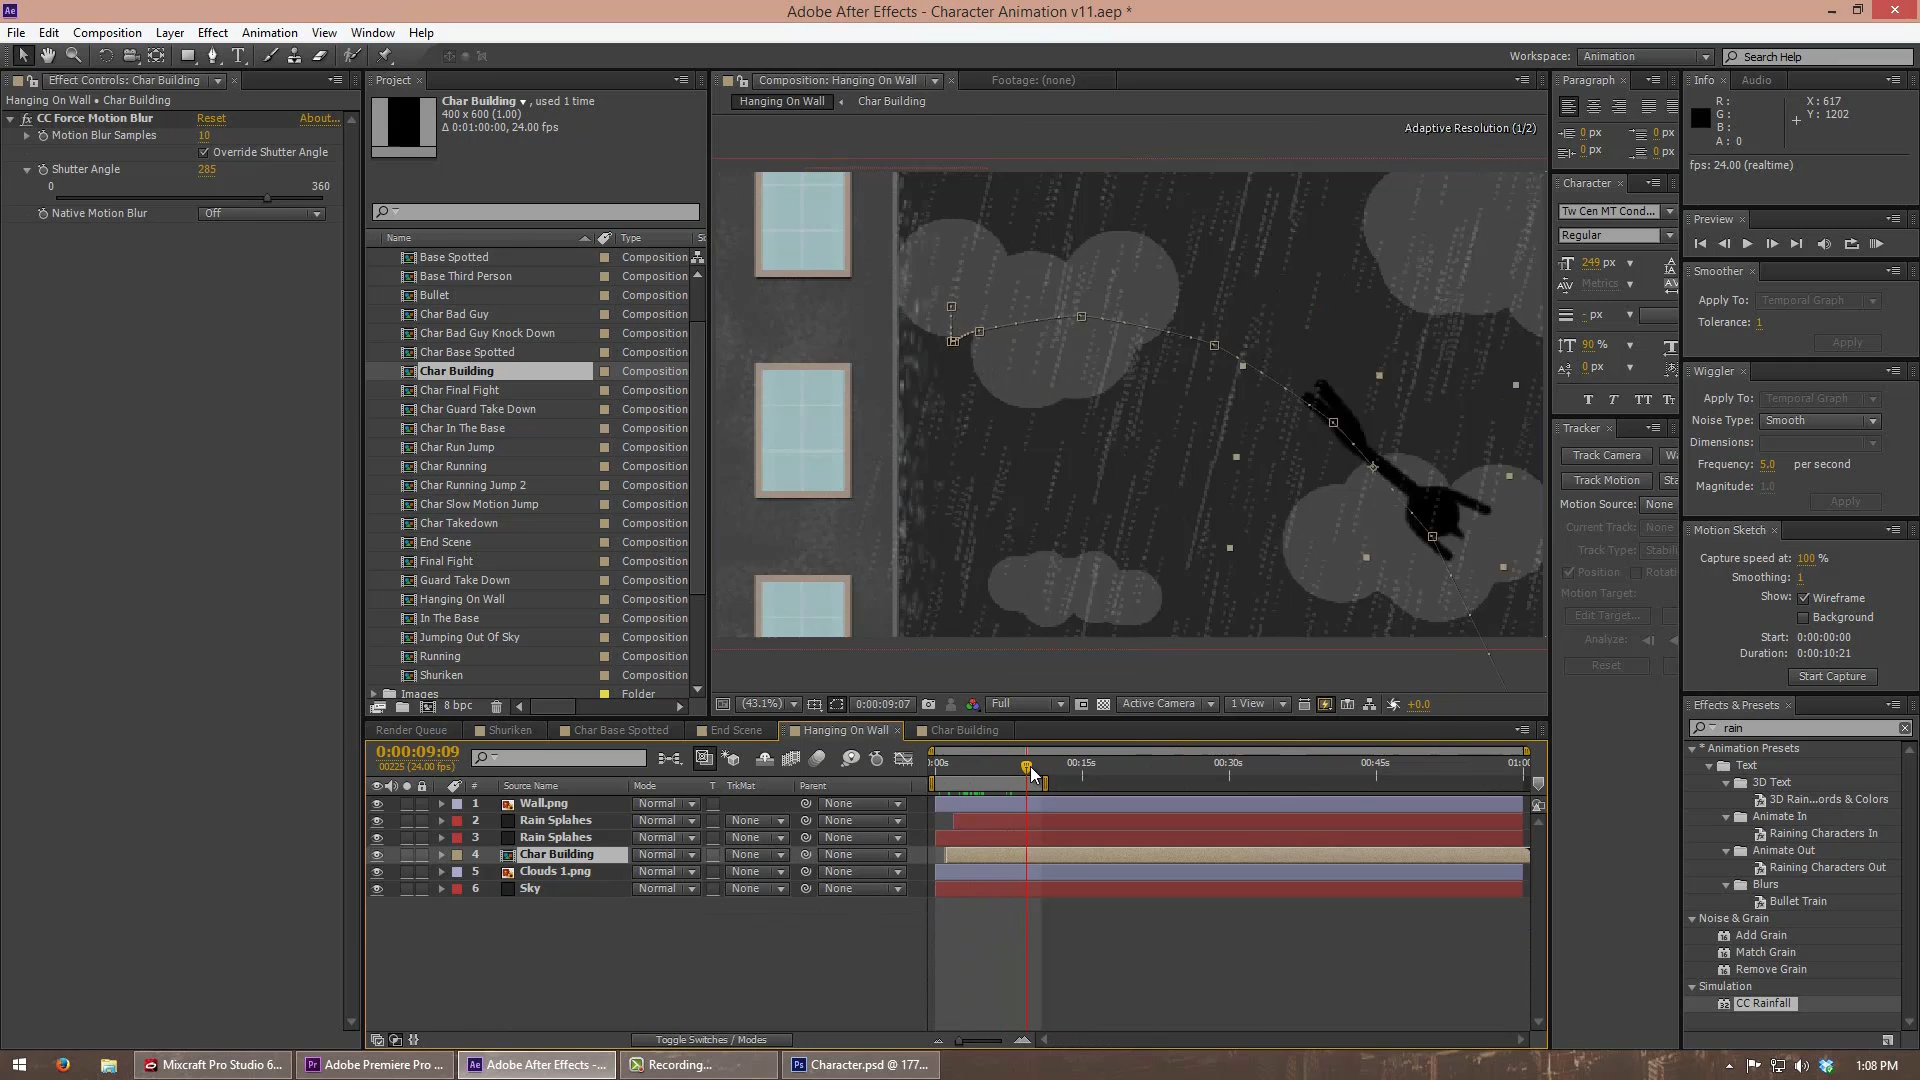 Ae
Adobe After Effects - Character Animation v11.aep *
File Edit Composition Layer Effect Animation View Window Help
Workspace: Animation Search Help
Effect Controls: Char Building
Hanging On Wall • Char Building
fx CC Force Motion Blur Reset About...
Motion Blur Samples 10
Override Shutter Angle
Shutter Angle 285
0 360
Native Motion Blur Off
Project
Char Building, used 1 time
400 x 600 (1.00)
Δ 0:01:00:00, 24.00 fps
Name Type
Base Spotted Composition
Base Third Person Composition
Bullet Composition
Char Bad Guy Composition
Char Bad Guy Knock Down Composition
Char Base Spotted Composition
Char Building Composition
Char Final Fight Composition
Char Guard Take Down Composition
Char In The Base Composition
Char Run Jump Composition
Char Running Composition
Char Running Jump 2 Composition
Char Slow Motion Jump Composition
Char Takedown Composition
End Scene Composition
Final Fight Composition
Guard Take Down Composition
Hanging On Wall Composition
In The Base Composition
Jumping Out Of Sky Composition
Running Composition
Shuriken Composition
Images Folder
8 bpc
Composition: Hanging On Wall Footage: (none)
Hanging On Wall Char Building
Adaptive Resolution (1/2)
(43.1%) 0:00:09:07 Full Active Camera 1 View +0.0
Paragraph
0 px 0 px
0 px 0 px
Character
Tw Cen MT Cond...
Regular
249 px
Metrics
- px
90 %
0 px
T T TT
Tracker
Track Camera
Track Motion
Motion Source: None
Current Track: None
Track Type:
Position
Motion Target:
Edit Target...
Analyze:
Reset
Info Audio
R: X: 617
G: Y: 1202
B:
A: 0
fps: 24.00 (realtime)
Preview
Smoother
Apply To: Temporal Graph
Tolerance: 1
Apply
Wiggler
Apply To: Temporal Graph
Noise Type: Smooth
Dimensions:
Frequency: 5.0 per second
Magnitude: 1.0
Apply
Motion Sketch
Capture speed at: 100 %
Smoothing: 1
Show: Wireframe
Background
Start: 0:00:00:00
Duration: 0:00:10:21
Start Capture
Effects & Presets
rain
* Animation Presets
Text
3D Text
3D Rain...ords & Colors
Animate In
Raining Characters In
Animate Out
Raining Characters Out
Blurs
Bullet Train
Noise & Grain
Add Grain
Match Grain
Remove Grain
Simulation
CC Rainfall
Render Queue Shuriken Char Base Spotted End Scene Hanging On Wall Char Building
0:00:09:09
00225 (24.00 fps)
# Source Name Mode T TrkMat Parent
1 Wall.png Normal None
2 Rain Splahes Normal None None
3 Rain Splahes Normal None None
4 Char Building Normal None None
5 Clouds 1.png Normal None None
6 Sky Normal None None
00:15s 00:30s 00:45s
Toggle Switches / Modes
Mixcraft Pro Studio 6... Adobe Premiere Pro ... Adobe After Effects -... Recording... Character.psd @ 177... 1:08 PM